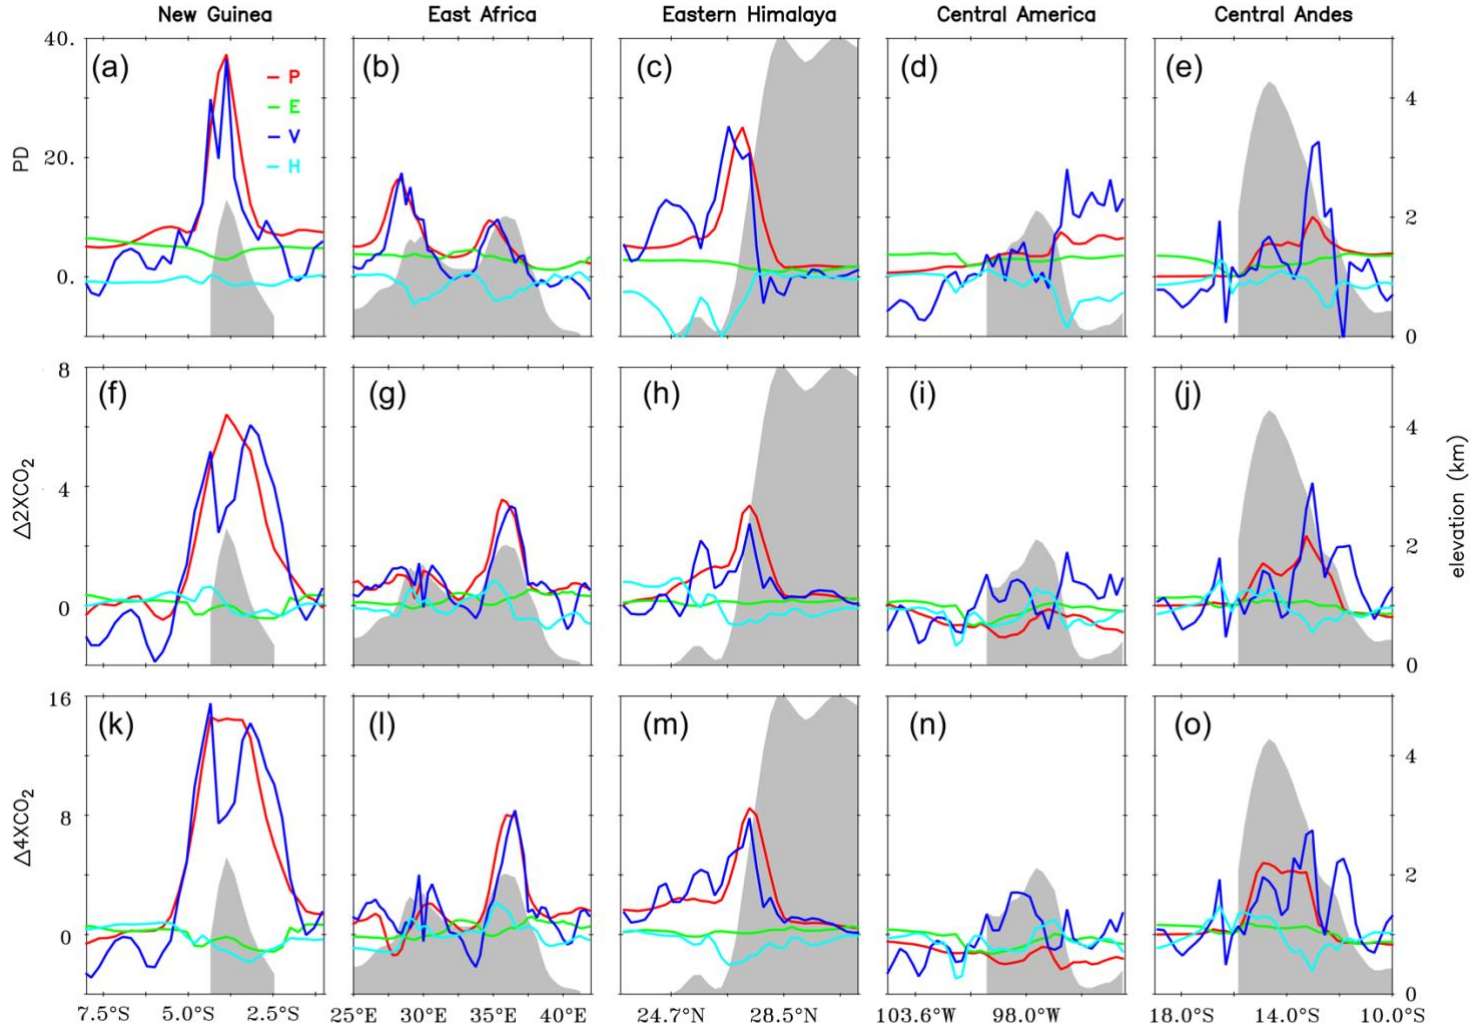 New Guinea East Africa Eastern Himalaya Central America Central Andes
40. (a) (b) (c) (d) (e)
P
E 4
V
PD 20. H
2
0.
0
8 (f) (g) (h) (i) (j)
4
Δ2XCO₂ 4 elevation (km)
2
0
0
16 (k) (l) (m) (n) (o)
4
Δ4XCO₂ 8
2
0
0
7.5°S 5.0°S 2.5°S 25°E 30°E 35°E 40°E 24.7°N 28.5°N 103.6°W 98.0°W 18.0°S 14.0°S 10.0°S